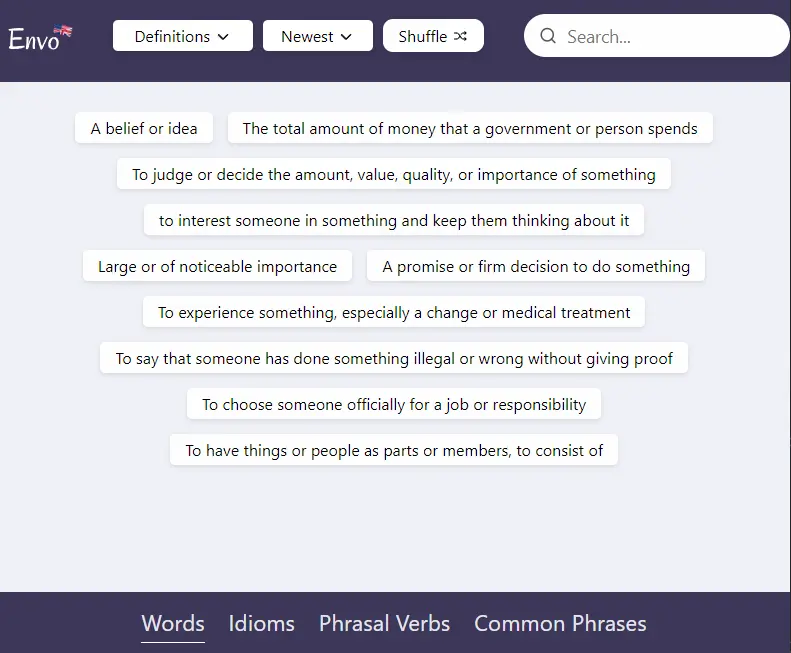 Envo Definitions Newest Shuffle Search...
A belief or idea The total amount of money that a government or person spends
To judge or decide the amount, value, quality, or importance of something
to interest someone in something and keep them thinking about it
Large or of noticeable importance A promise or firm decision to do something
To experience something, especially a change or medical treatment
To say that someone has done something illegal or wrong without giving proof
To choose someone officially for a job or responsibility
To have things or people as parts or members, to consist of
Words Idioms Phrasal Verbs Common Phrases